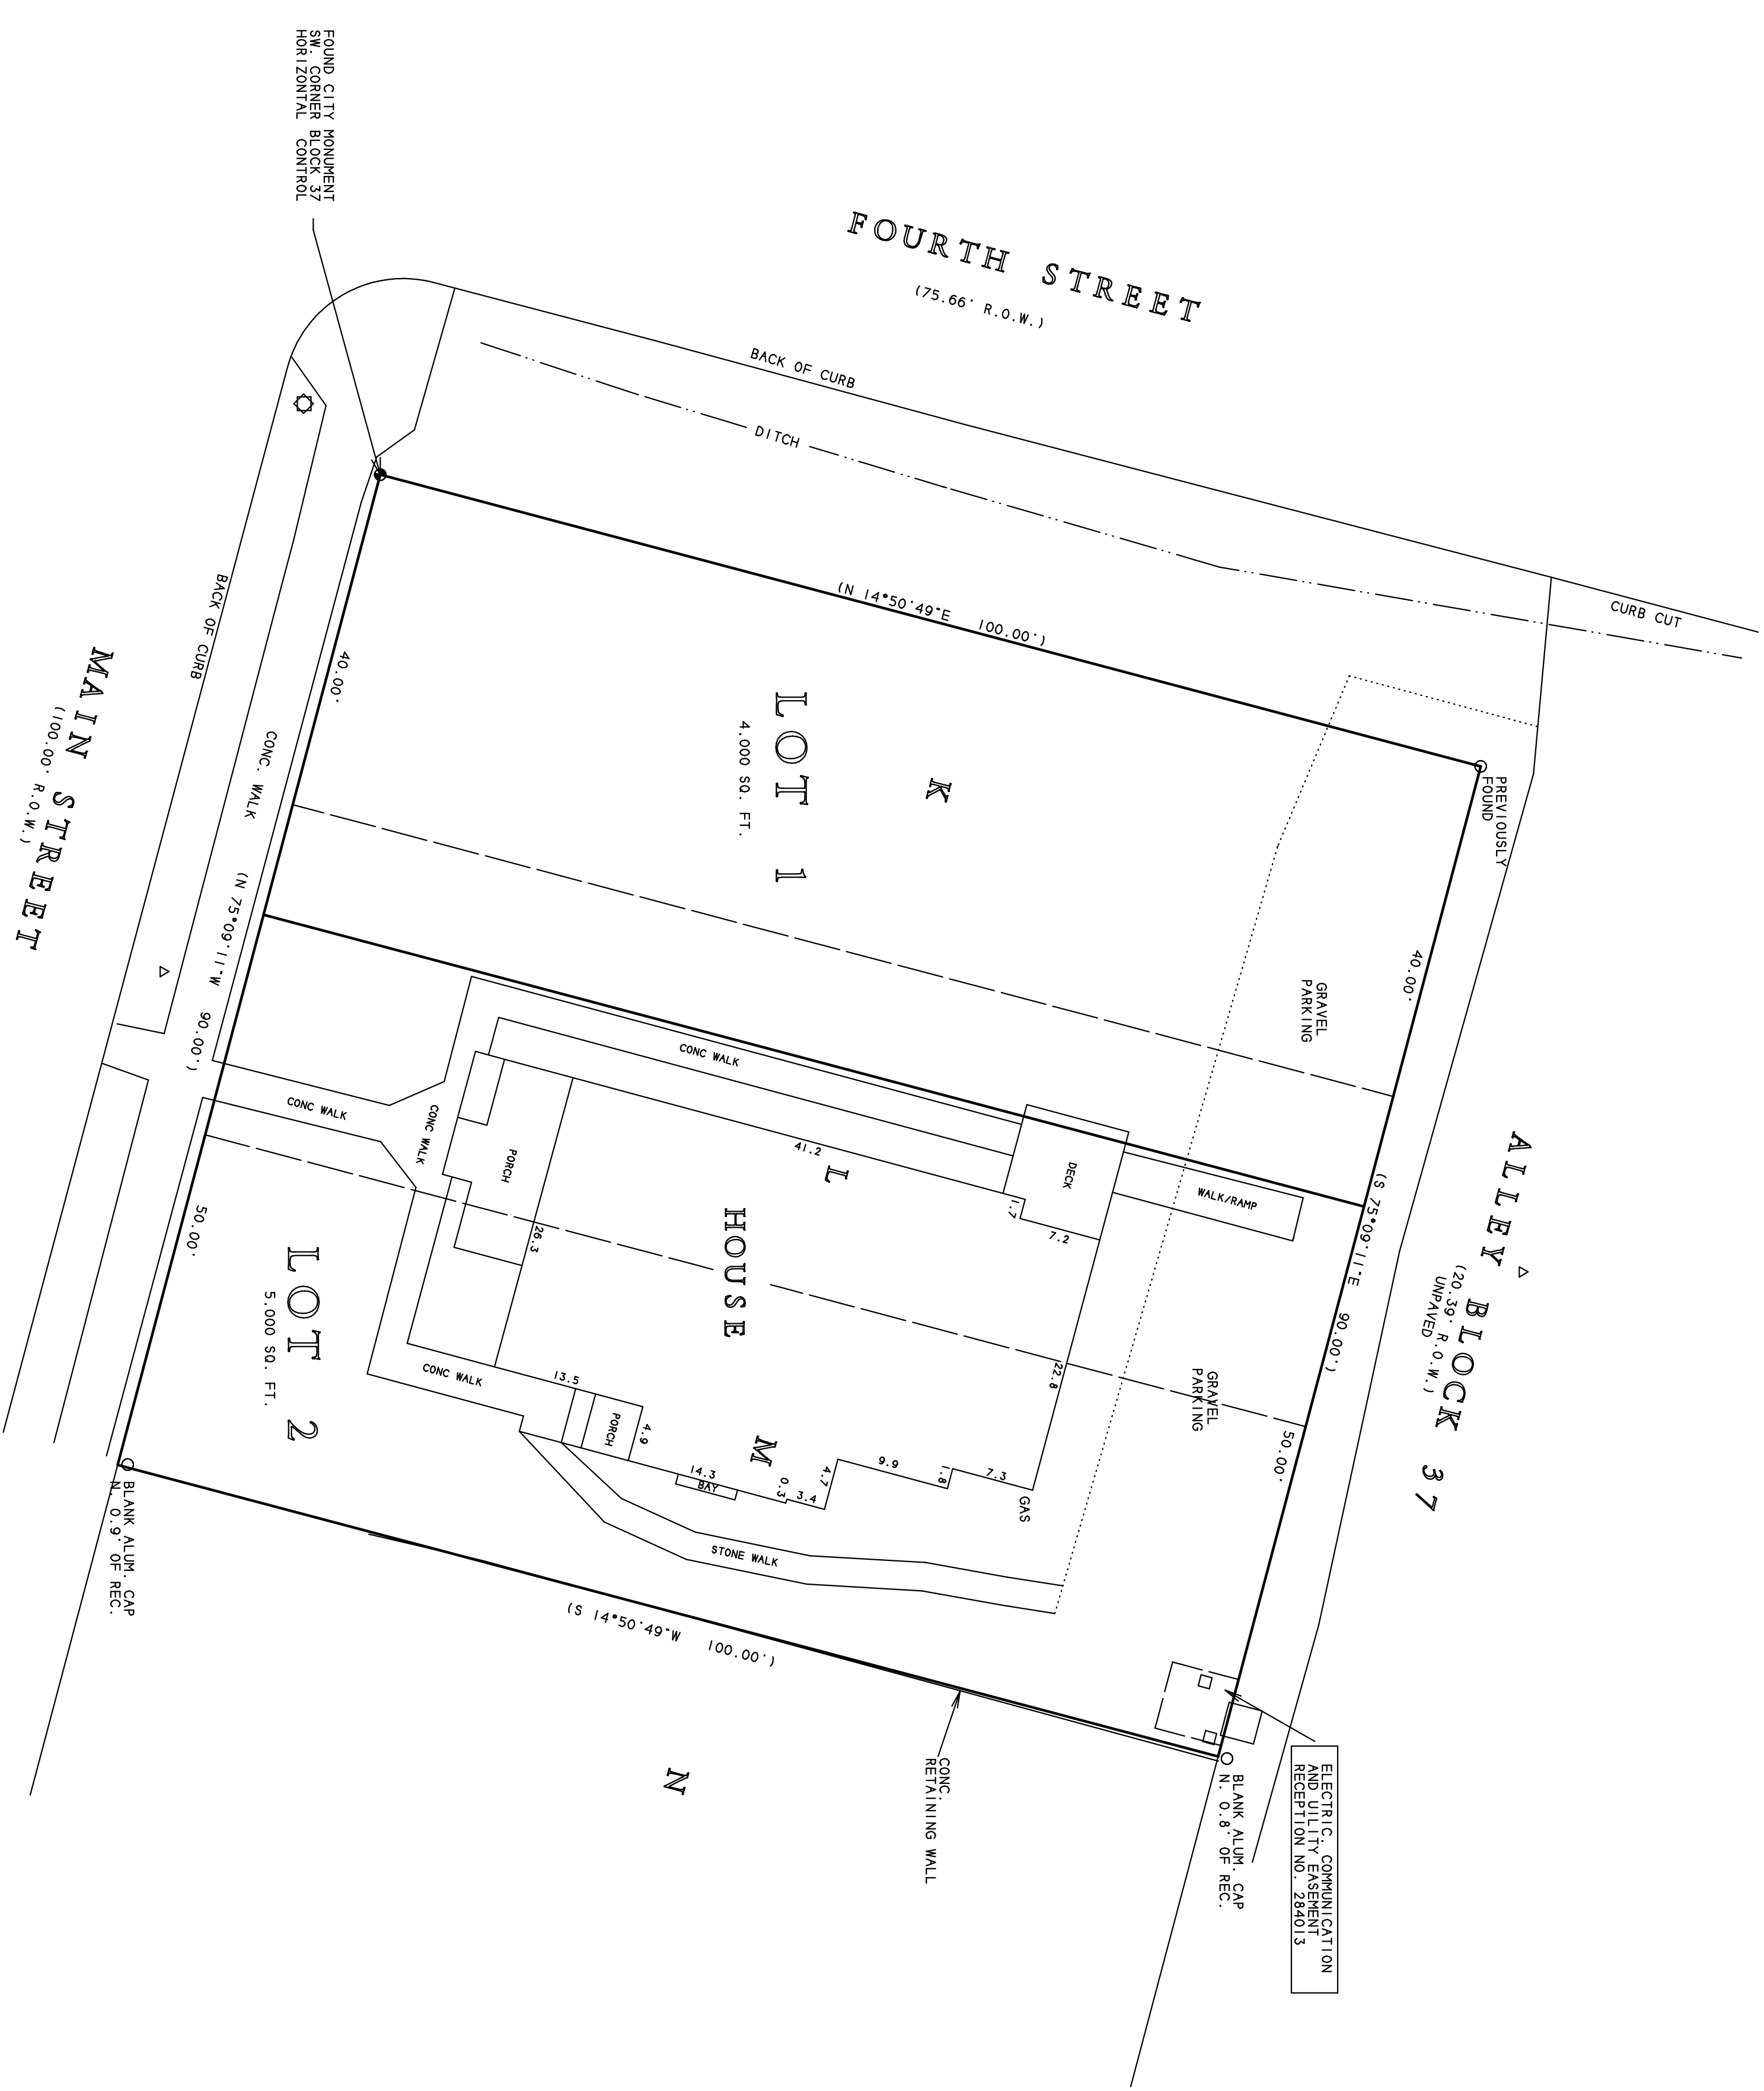 FOUND CITY MONUMENT
SW. CORNER BLOCK 37
HORIZONTAL CONTROL
FOURTH STREET
(75.66' R.O.W.)
BACK OF CURB
DITCH
CURB CUT
(N 14°50'49"E 100.00')
PREVIOUSLY
FOUND
BACK OF CURB
MAIN STREET
(100.00' R.O.W.)
CONC. WALK
40.00'
(N 75°09'11"W 90.00')
50.00'
K
LOT 1
4,000 SQ. FT.
GRAVEL
PARKING
40.00'
ALLEY BLOCK 37
(20.39' R.O.W.)
UNPAVED
(S 75°09'11"E 90.00')
50.00'
CONC WALK
CONC WALK
CONC WALK
PORCH
41.2
L
DECK
1.7
7.2
WALK/RAMP
HOUSE
26.3
22.8
GRAVEL
PARKING
LOT 2
5,000 SQ. FT.
CONC WALK
13.5
PORCH
4.9
M
14.3
BAY
0.3
3.4
4.7
9.9
1.8
7.3
GAS
STONE WALK
BLANK ALUM. CAP
N. 0.9' OF REC.
(S 14°50'49"W 100.00')
N
CONC.
RETAINING WALL
BLANK ALUM. CAP
N. 0.8' OF REC.
ELECTRIC, COMMUNICATION
AND UILITY EASEMENT
RECEPTION NO. 284013